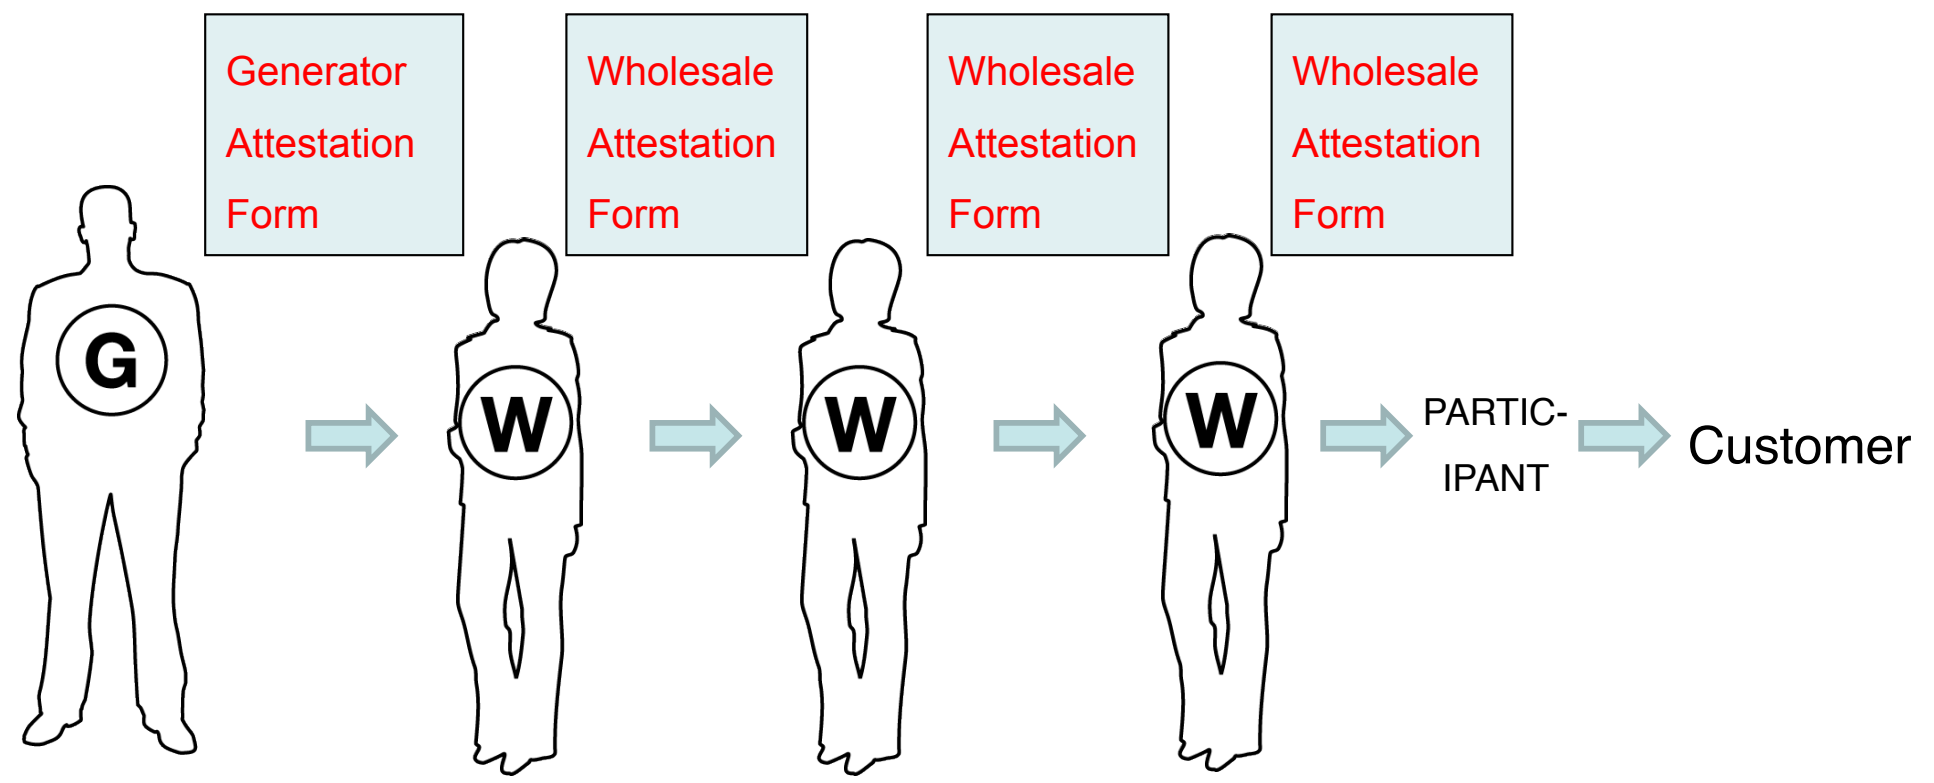 Generator
Attestation
Form
Wholesale
Attestation
Form
Wholesale
Attestation
Form
Wholesale
Attestation
Form
G
W
W
W
PARTIC-
IPANT
Customer